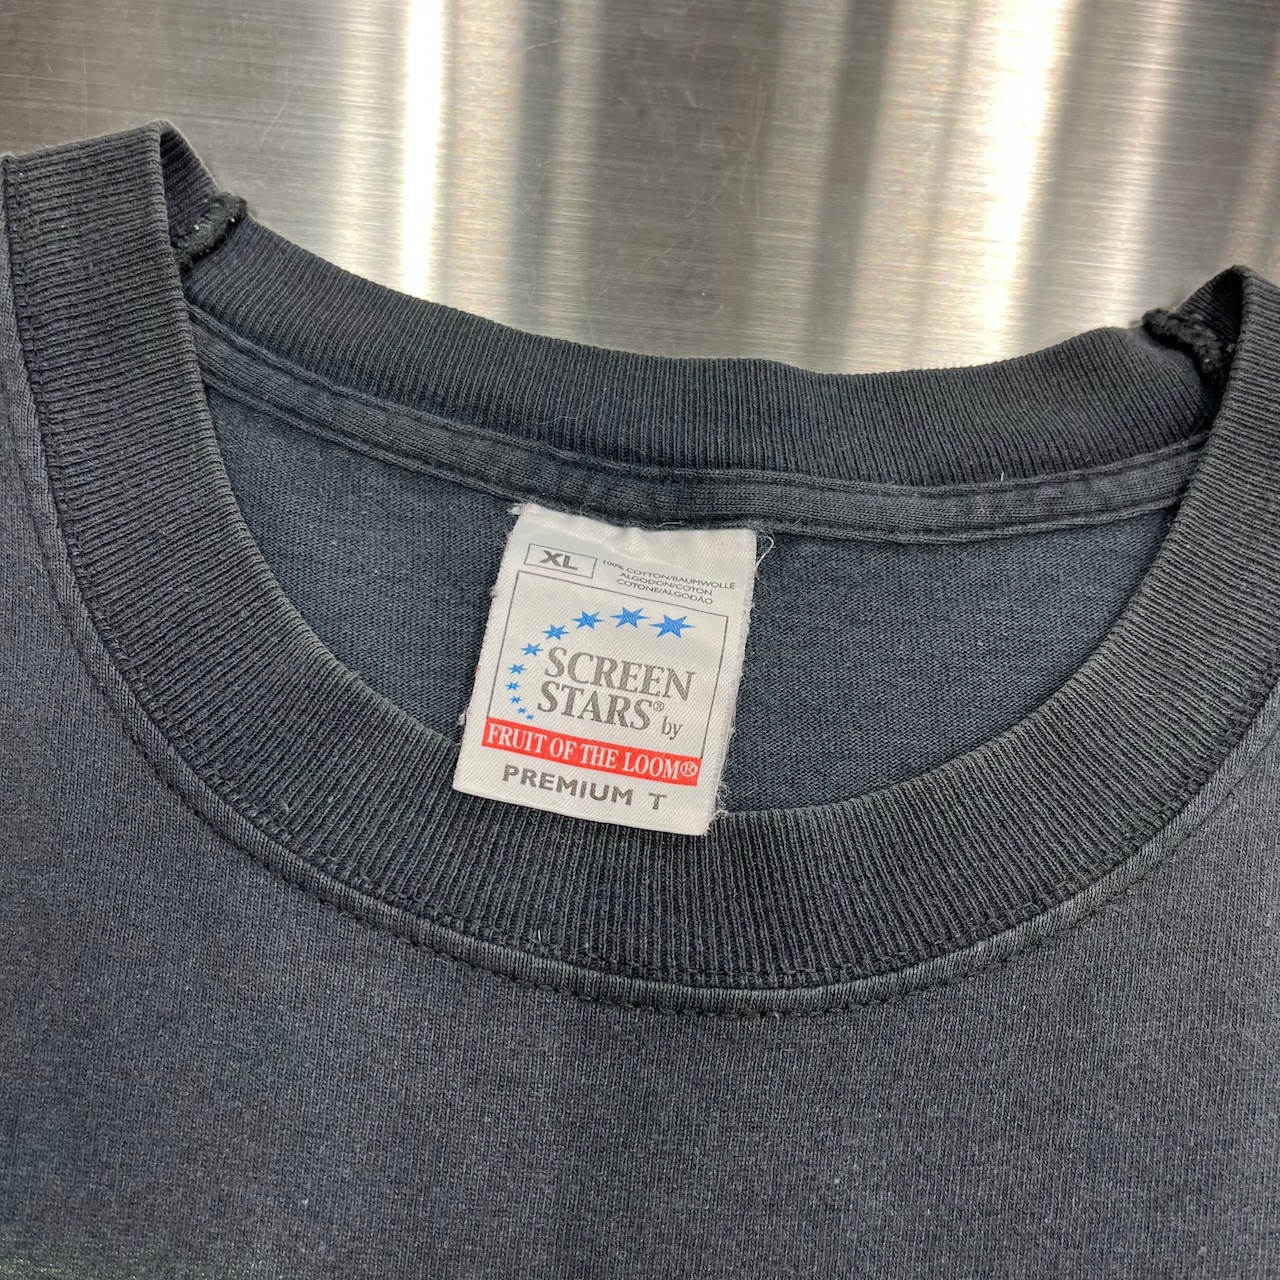 XL
100% COTTON/BAUMWOLLE
ALGODON/COTON
COTONE/ALGODÃO
SCREEN
STARS® by
FRUIT OF THE LOOM®
PREMIUM T